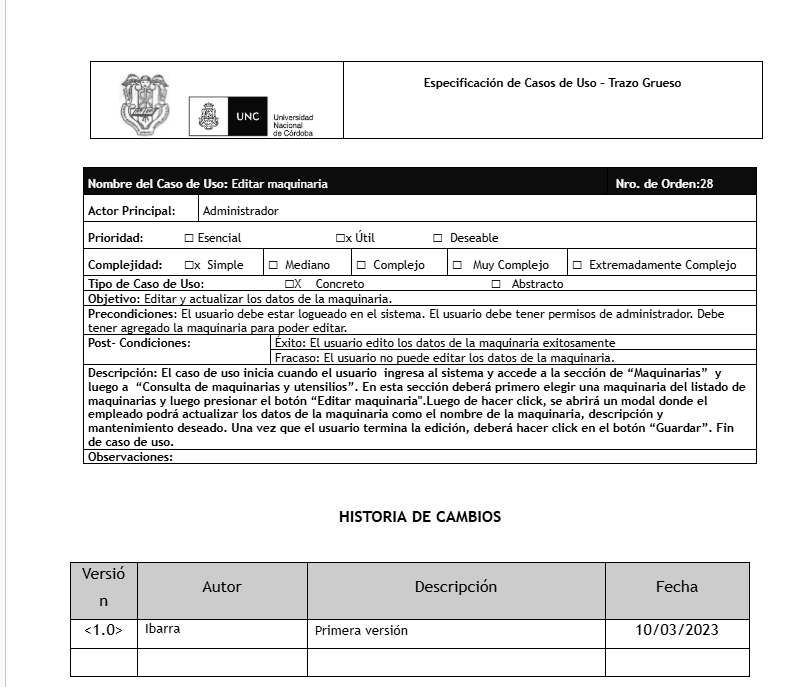 Especificación de Casos de Uso - Trazo Grueso
UNC
Universidad
Nacional
de Córdoba
Nombre del Caso de Uso: Editar maquinaria Nro. de Orden:28
Actor Principal: Administrador
Prioridad: ☐ Esencial ☐x Útil ☐ Deseable
Complejidad: ☐x Simple ☐ Mediano ☐ Complejo ☐ Muy Complejo ☐ Extremadamente Complejo
Tipo de Caso de Uso: ☐X Concreto ☐ Abstracto
Objetivo: Editar y actualizar los datos de la maquinaria.
Precondiciones: El usuario debe estar logueado en el sistema. El usuario debe tener permisos de administrador. Debe
tener agregado la maquinaria para poder editar.
Post- Condiciones: Éxito: El usuario edito los datos de la maquinaria exitosamente
Fracaso: El usuario no puede editar los datos de la maquinaria.
Descripción: El caso de uso inicia cuando el usuario ingresa al sistema y accede a la sección de “Maquinarias” y
luego a “Consulta de maquinarias y utensilios”. En esta sección deberá primero elegir una maquinaria del listado de
maquinarias y luego presionar el botón “Editar maquinaria".Luego de hacer click, se abrirá un modal donde el
empleado podrá actualizar los datos de la maquinaria como el nombre de la maquinaria, descripción y
mantenimiento deseado. Una vez que el usuario termina la edición, deberá hacer click en el botón “Guardar”. Fin
de caso de uso.
Observaciones:
HISTORIA DE CAMBIOS
Versió
n
Autor Descripción Fecha
<1.0> Ibarra Primera versión 10/03/2023